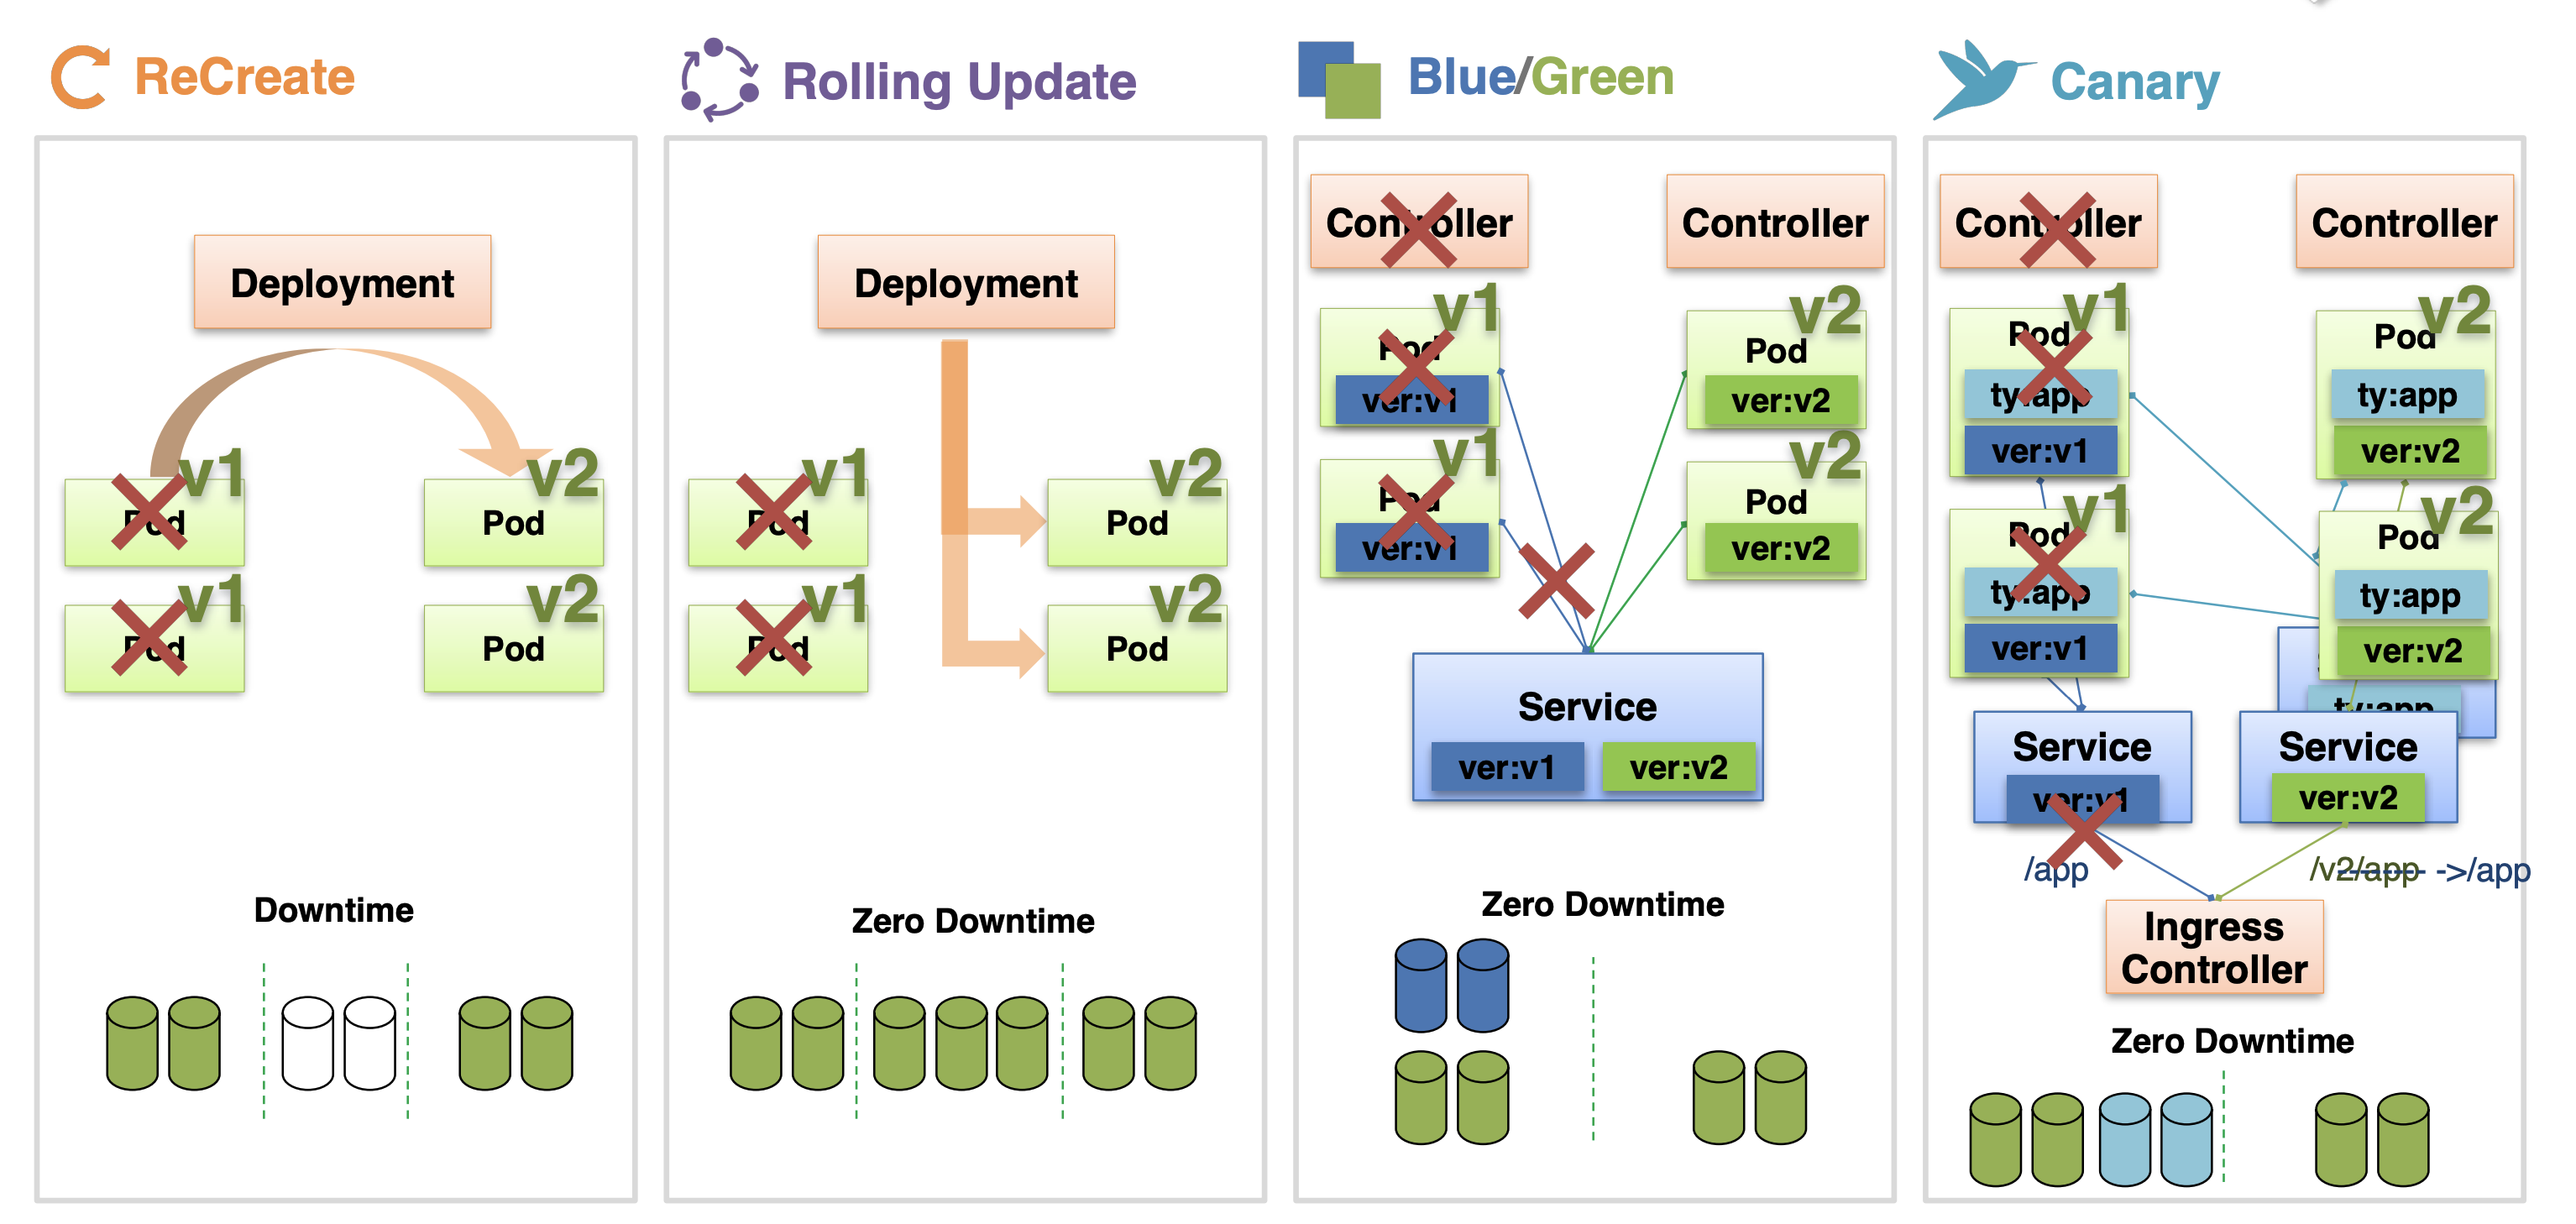 ReCreate
Deployment
v1
Pod
v1
Pod
v2
Pod
v2
Pod
Downtime
Rolling Update
Deployment
v1
Pod
v1
Pod
v2
Pod
v2
Pod
Zero Downtime
Blue/Green
Controller
Controller
v1
Pod
ver:v1
v1
Pod
ver:v1
v2
Pod
ver:v2
v2
Pod
ver:v2
Service
ver:v1
ver:v2
Zero Downtime
Canary
Controller
Controller
v1
Pod
ty:app
ver:v1
v1
Pod
ty:app
ver:v1
v2
Pod
ty:app
ver:v2
v2
Pod
ty:app
ver:v2
ty:app
Service
ver:v1
Service
ver:v2
/app
/v2/app
->/app
Ingress
Controller
Zero Downtime